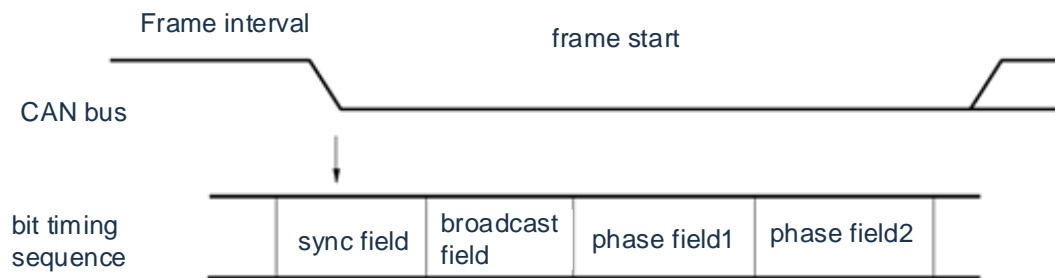 Frame interval
frame start
CAN bus
bit timing
sequence
sync field
broadcast
field
phase field1
phase field2